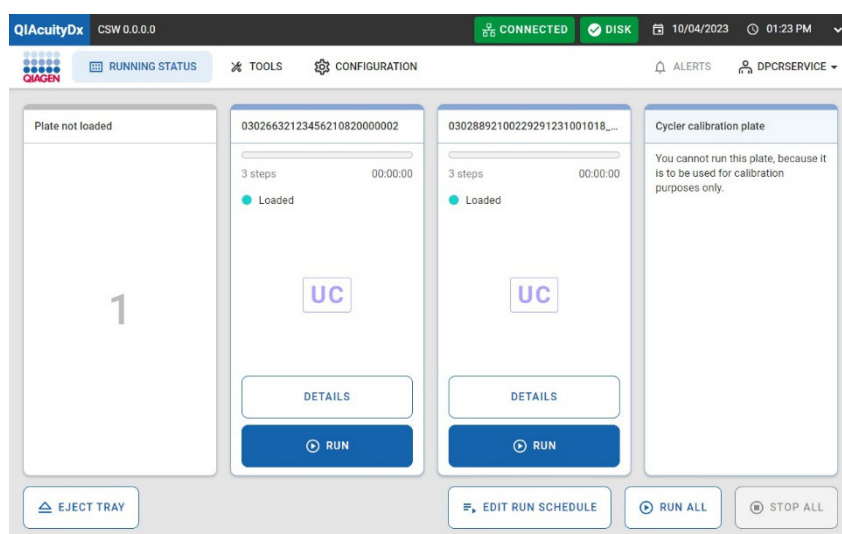 QIAcuityDx CSW 0.0.0.0 CONNECTED DISK 10/04/2023 01:23 PM
QIAGEN RUNNING STATUS TOOLS CONFIGURATION ALERTS DPCRSERVICE
Plate not loaded
1
03026632123456210820000002
3 steps 00:00:00
Loaded
UC
DETAILS
RUN
03028892100229291231001018_...
3 steps 00:00:00
Loaded
UC
DETAILS
RUN
Cycler calibration plate
You cannot run this plate, because it
is to be used for calibration
purposes only.
EJECT TRAY EDIT RUN SCHEDULE RUN ALL STOP ALL